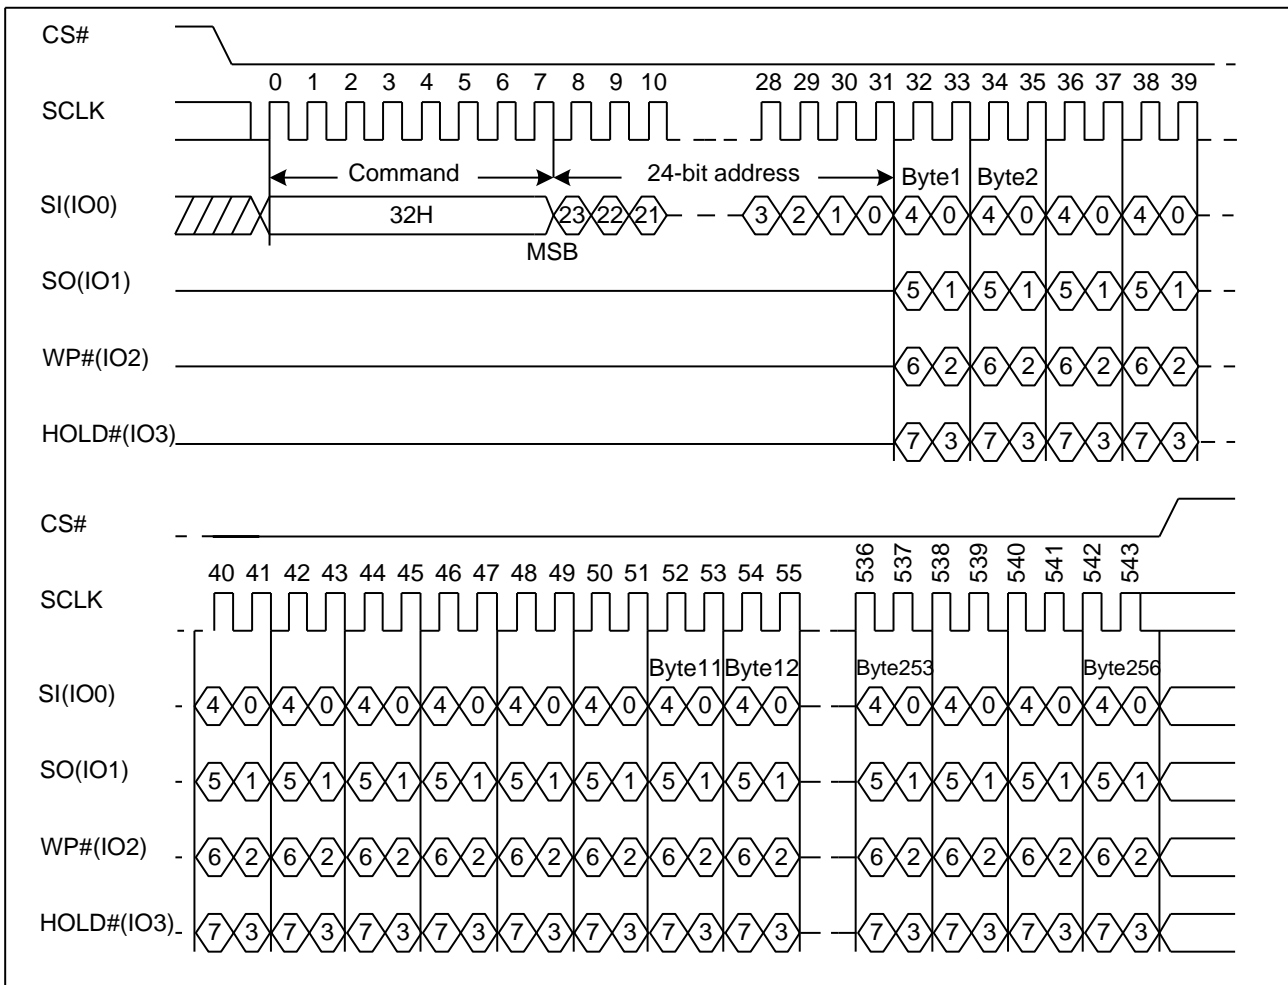 CS#
0 1 2 3 4 5 6 7 8 9 10 28 29 30 31 32 33 34 35 36 37 38 39
SCLK
Command 24-bit address Byte1 Byte2
SI(IO0) 32H 23 22 21 3 2 1 0 4 0 4 0 4 0 4 0
MSB
SO(IO1) 5 1 5 1 5 1 5 1
WP#(IO2) 6 2 6 2 6 2 6 2
HOLD#(IO3) 7 3 7 3 7 3 7 3
CS#
40 41 42 43 44 45 46 47 48 49 50 51 52 53 54 55 536 537 538 539 540 541 542 543
SCLK
Byte11 Byte12 Byte253 Byte256
SI(IO0) 4 0 4 0 4 0 4 0 4 0 4 0 4 0 4 0 4 0 4 0 4 0 4 0
SO(IO1) 5 1 5 1 5 1 5 1 5 1 5 1 5 1 5 1 5 1 5 1 5 1 5 1
WP#(IO2) 6 2 6 2 6 2 6 2 6 2 6 2 6 2 6 2 6 2 6 2 6 2 6 2
HOLD#(IO3) 7 3 7 3 7 3 7 3 7 3 7 3 7 3 7 3 7 3 7 3 7 3 7 3